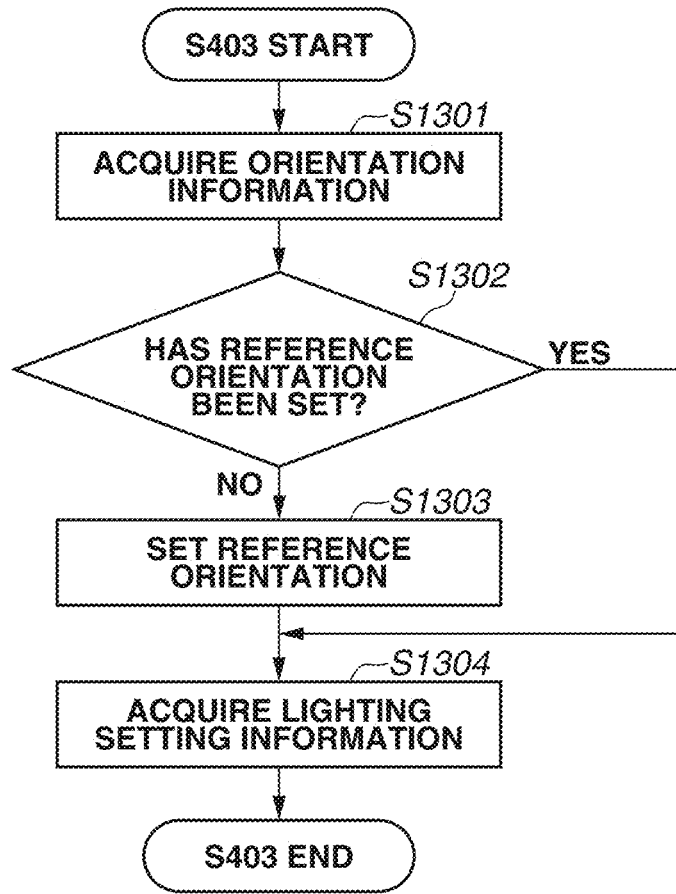 S403 START
S1301
ACQUIRE ORIENTATION
INFORMATION
S1302
HAS REFERENCE
ORIENTATION
BEEN SET?
YES
NO
S1303
SET REFERENCE
ORIENTATION
S1304
ACQUIRE LIGHTING
SETTING INFORMATION
S403 END